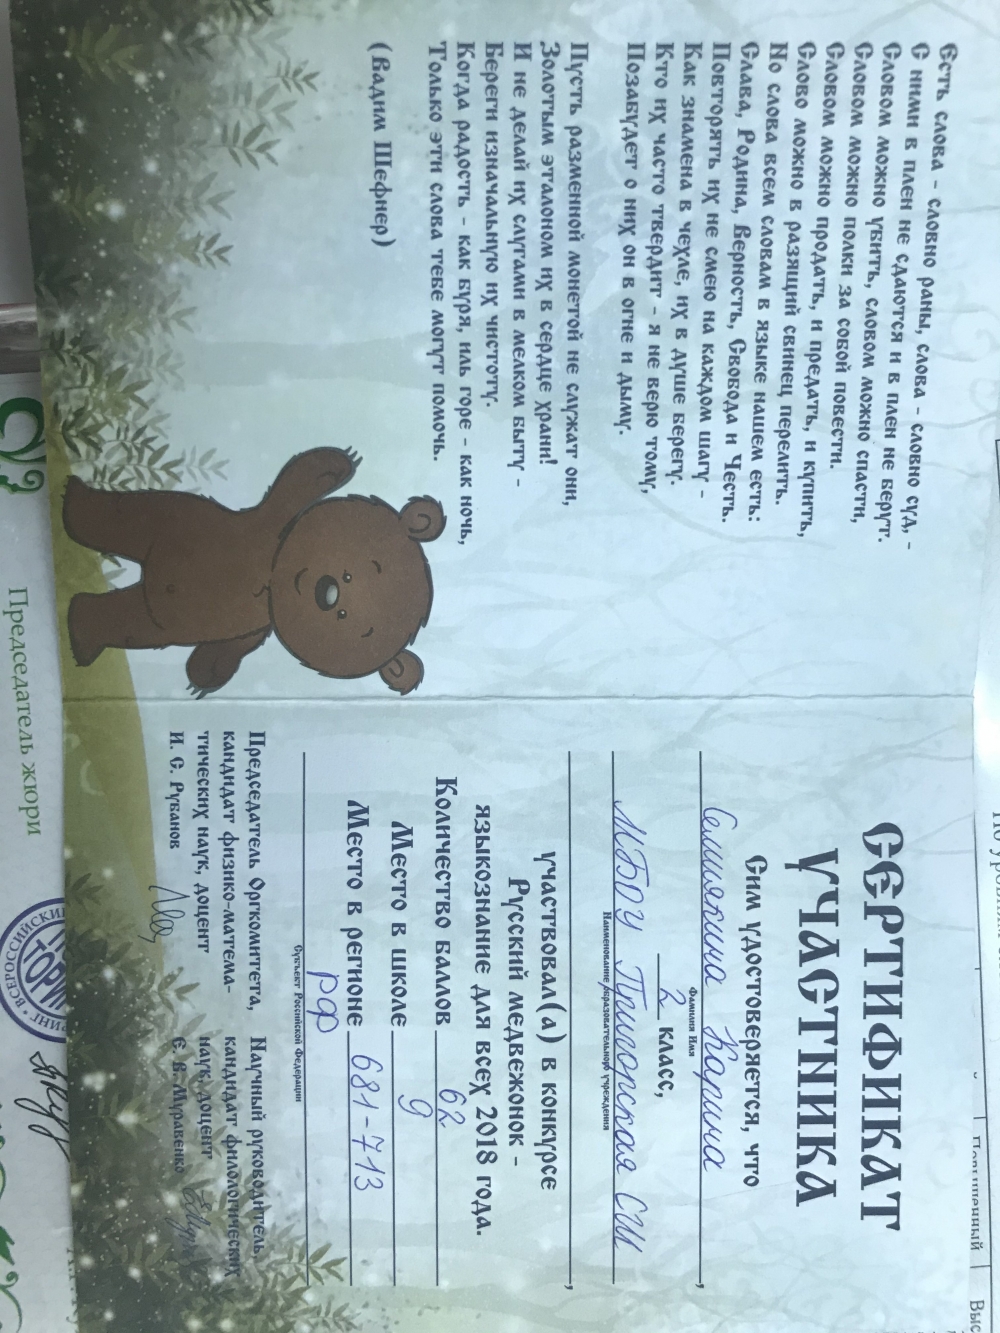 Есть слова - словно раны, слова - словно суд, -
С ними в плен не сдаются и в плен не берут.
Словом можно убить, словом можно спасти,
Словом можно полки за собой повести.
Словом можно продать, и предать, и купить,
Слово можно в разящий свинец перелить.
Но слова всем словам в языке нашем есть:
Слава, Родина, Верность, Свобода и Честь.
Повторять их не смею на каждом шагу -
Как знамена в чехле, их в душе берегу.
Кто их часто твердит - я не верю тому,
Позабудет о них он в огне и дыму.
Пусть разменной монетой не служат они,
Золотым эталоном их в сердце храни!
И не делай их слугами в мелком быту -
Береги изначальную их чистоту.
Когда радость - как буря, иль горе - как ночь,
Только эти слова тебе могут помочь.
(Вадим Шефнер)
СЕРТИФИКАТ
УЧАСТНИКА
Сим удостоверяется, что
Карина
Фамилия Имя
2 класс,
МБОУ СШ
Наименование образовательного учреждения
участвовал(а) в конкурсе
Русский медвежонок -
языкознание для всех 2018 года.
Количество баллов 62
Место в школе 9
Место в регионе 681-713
РФ
Субъект Российской Федерации
Председатель Оргкомитета,
кандидат физико-матема-
тических наук, доцент
И. С. Рубанов
Научный руководитель,
кандидат филологических
наук, доцент
Е. В. Муравенко
Председатель жюри
Повышенный